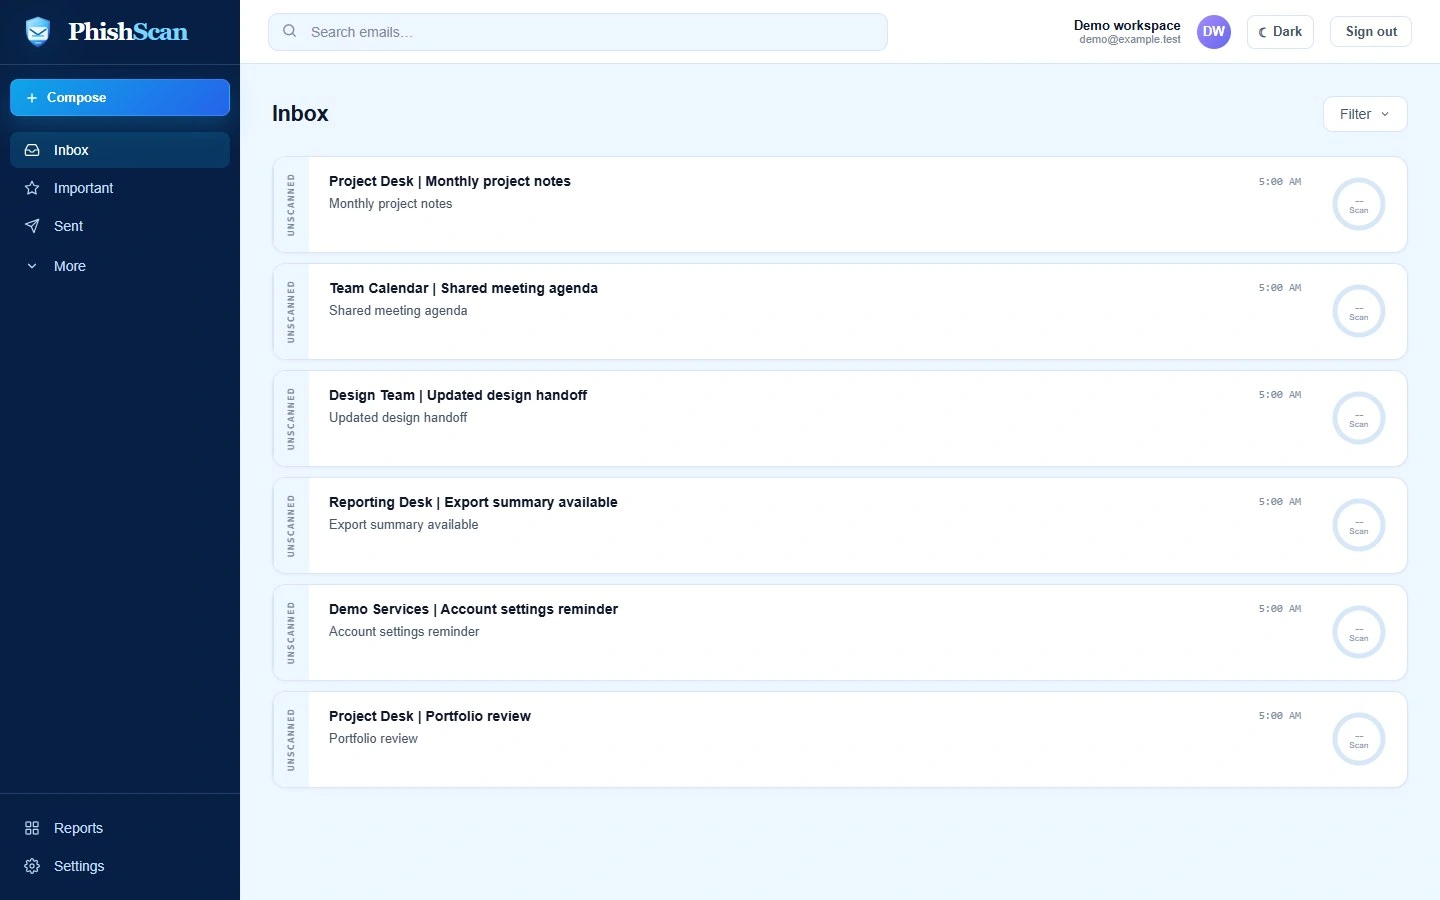 PhishScan
Search emails...
Demo workspace
demo@example.test
DW
Dark
Sign out
Compose
Inbox
Important
Sent
More
Reports
Settings
Inbox
Filter
UNSCANNED
Project Desk | Monthly project notes
Monthly project notes
5:00 AM
--
Scan
UNSCANNED
Team Calendar | Shared meeting agenda
Shared meeting agenda
5:00 AM
--
Scan
UNSCANNED
Design Team | Updated design handoff
Updated design handoff
5:00 AM
--
Scan
UNSCANNED
Reporting Desk | Export summary available
Export summary available
5:00 AM
--
Scan
UNSCANNED
Demo Services | Account settings reminder
Account settings reminder
5:00 AM
--
Scan
UNSCANNED
Project Desk | Portfolio review
Portfolio review
5:00 AM
--
Scan